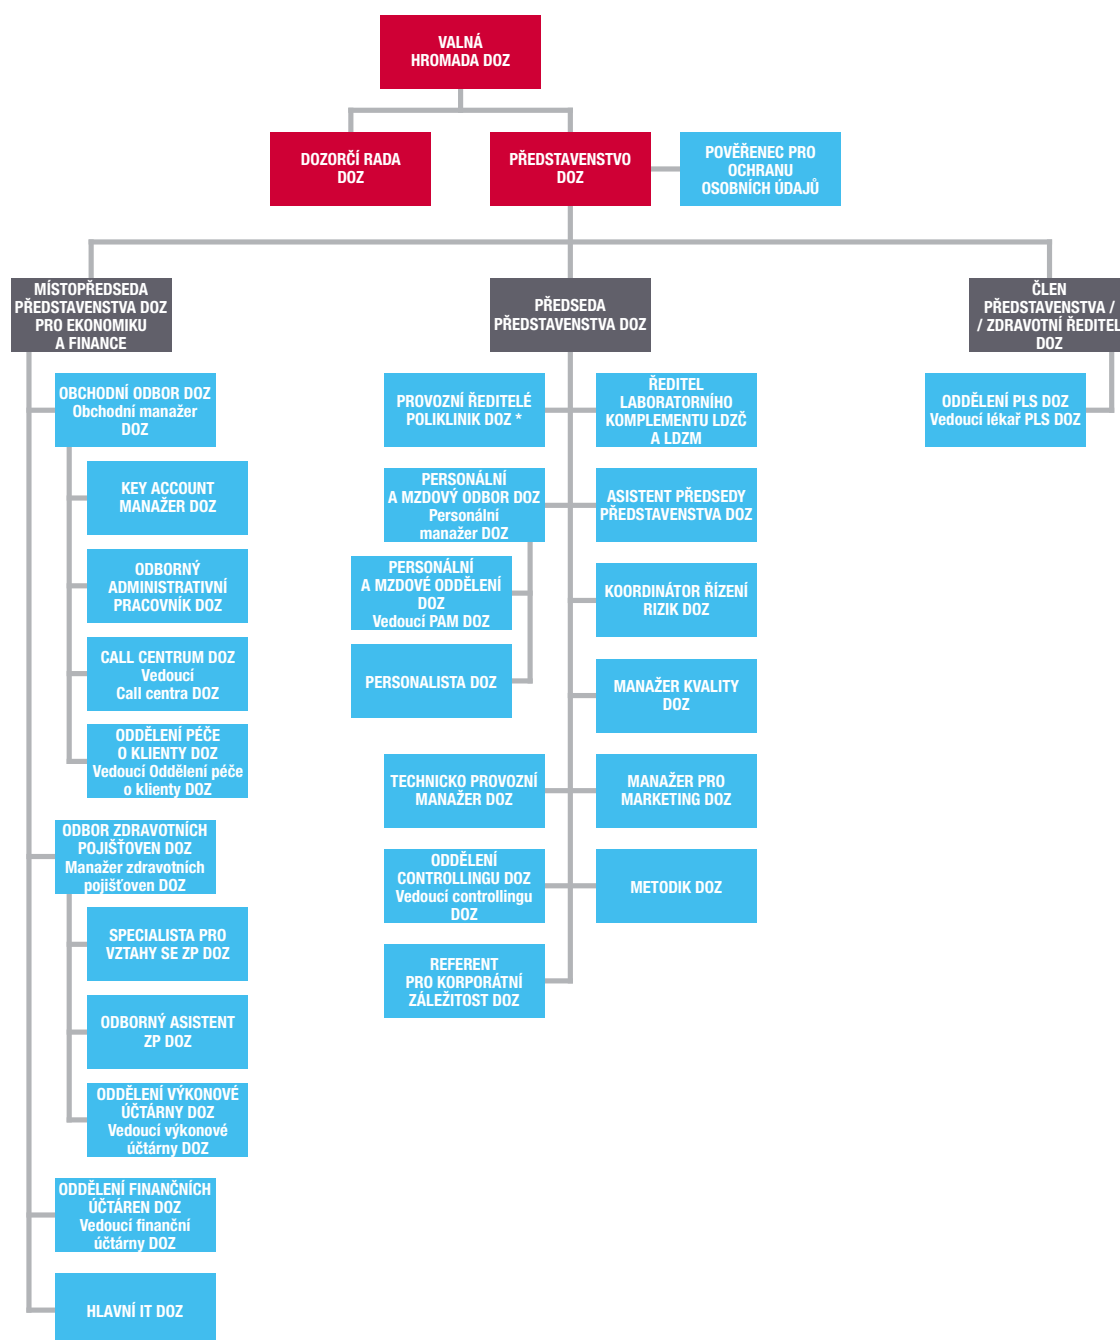 VALNÁ
HROMADA DOZ
DOZORČÍ RADA
DOZ
PŘEDSTAVENSTVO
DOZ
POVĚŘENEC PRO
OCHRANU
OSOBNÍCH ÚDAJŮ
MÍSTOPŘEDSEDA
PŘEDSTAVENSTVA DOZ
PRO EKONOMIKU
A FINANCE
PŘEDSEDA
PŘEDSTAVENSTVA DOZ
ČLEN
PŘEDSTAVENSTVA /
/ ZDRAVOTNÍ ŘEDITEL
DOZ
OBCHODNÍ ODBOR DOZ
Obchodní manažer
DOZ
KEY ACCOUNT
MANAŽER DOZ
ODBORNÝ
ADMINISTRATIVNÍ
PRACOVNÍK DOZ
CALL CENTRUM DOZ
Vedoucí
Call centra DOZ
ODDĚLENÍ PÉČE
O KLIENTY DOZ
Vedoucí Oddělení péče
o klienty DOZ
ODBOR ZDRAVOTNÍCH
POJIŠŤOVEN DOZ
Manažer zdravotních
pojišťoven DOZ
SPECIALISTA PRO
VZTAHY SE ZP DOZ
ODBORNÝ ASISTENT
ZP DOZ
ODDĚLENÍ VÝKONOVÉ
ÚČTÁRNY DOZ
Vedoucí výkonové
účtárny DOZ
ODDĚLENÍ FINANČNÍCH
ÚČTÁREN DOZ
Vedoucí finanční
účtárny DOZ
HLAVNÍ IT DOZ
PROVOZNÍ ŘEDITELÉ
POLIKLINIK DOZ *
PERSONÁLNÍ
A MZDOVÝ ODBOR DOZ
Personální
manažer DOZ
PERSONÁLNÍ
A MZDOVÉ ODDĚLENÍ
DOZ
Vedoucí PAM DOZ
PERSONALISTA DOZ
TECHNICKO PROVOZNÍ
MANAŽER DOZ
ODDĚLENÍ
CONTROLLINGU DOZ
Vedoucí controllingu
DOZ
REFERENT
PRO KORPORÁTNÍ
ZÁLEŽITOST DOZ
ŘEDITEL
LABORATORNÍHO
KOMPLEMENTU LDZČ
A LDZM
ASISTENT PŘEDSEDY
PŘEDSTAVENSTVA DOZ
KOORDINÁTOR ŘÍZENÍ
RIZIK DOZ
MANAŽER KVALITY
DOZ
MANAŽER PRO
MARKETING DOZ
METODIK DOZ
ODDĚLENÍ PLS DOZ
Vedoucí lékař PLS DOZ